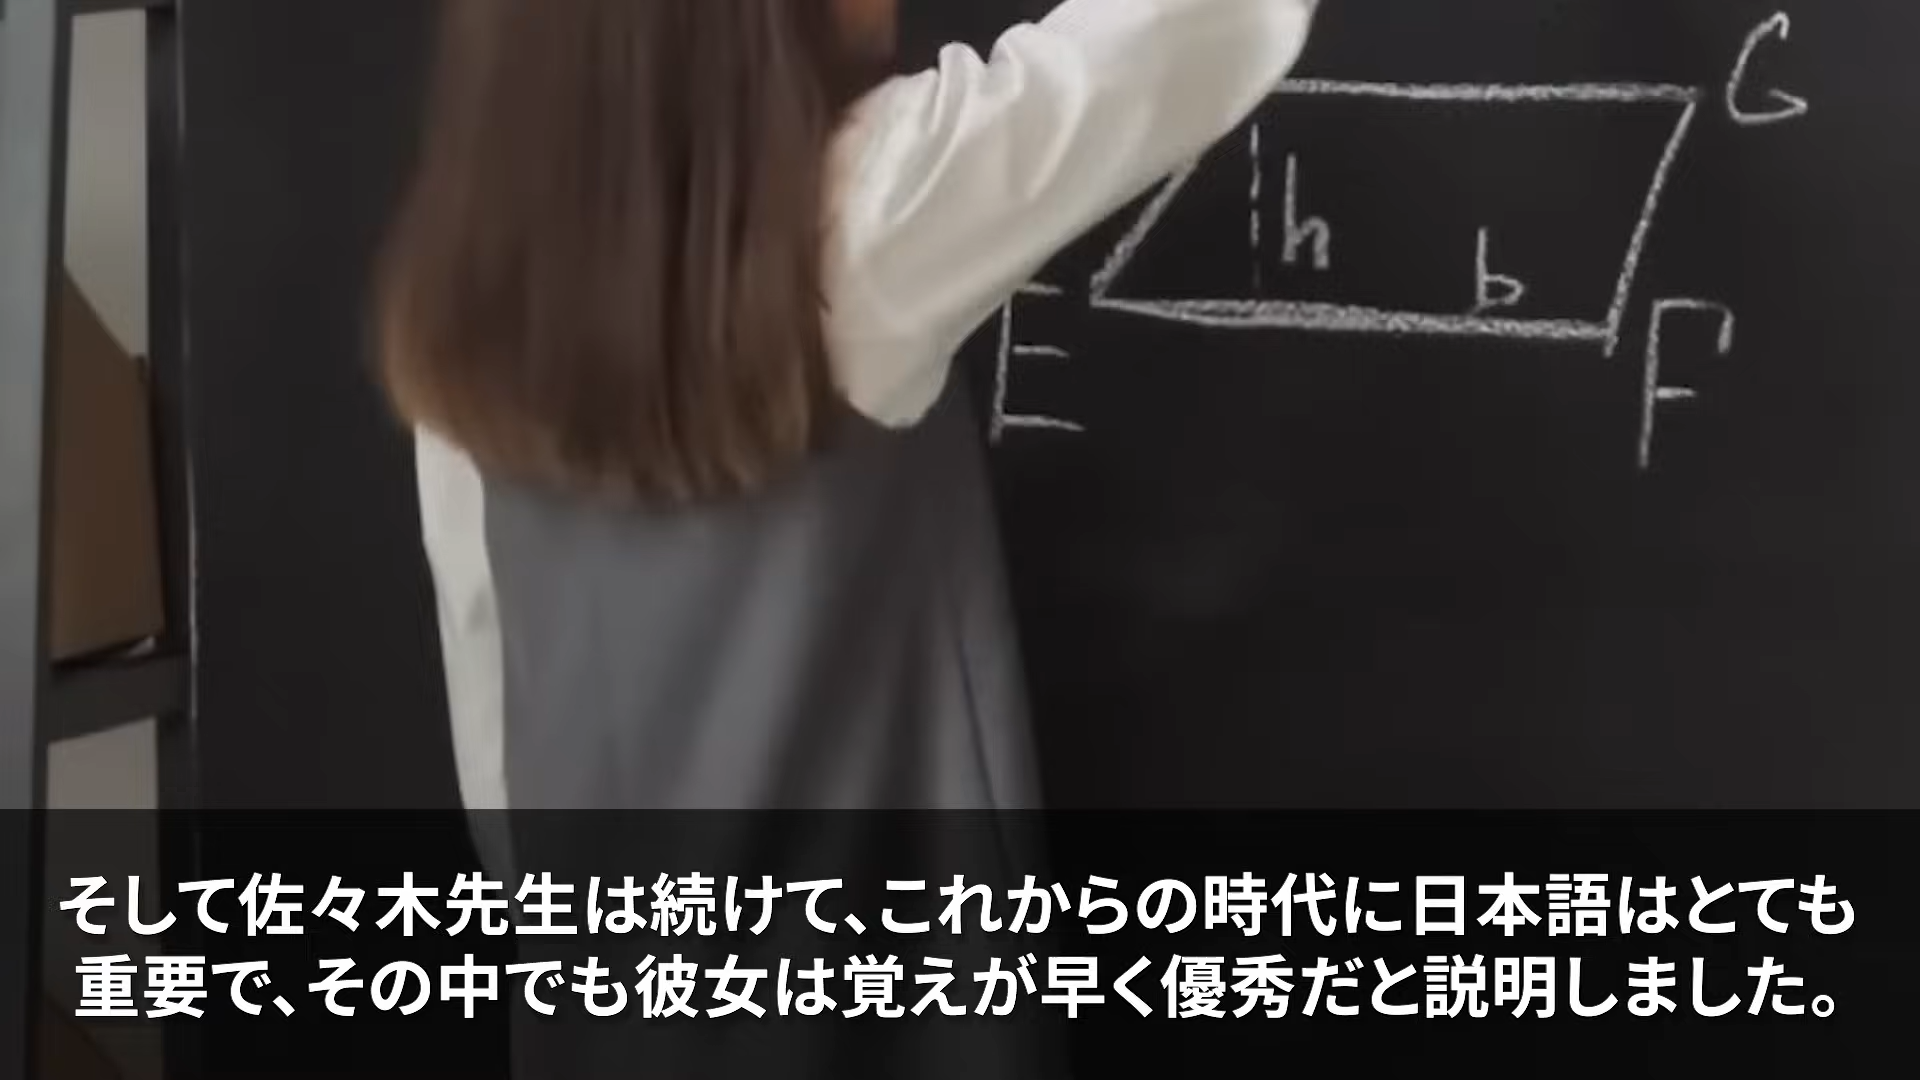 G
h
b
E
F
そして佐々木先生は続けて、これからの時代に日本語はとても
重要で、その中でも彼女は覚えが早く優秀だと説明しました。